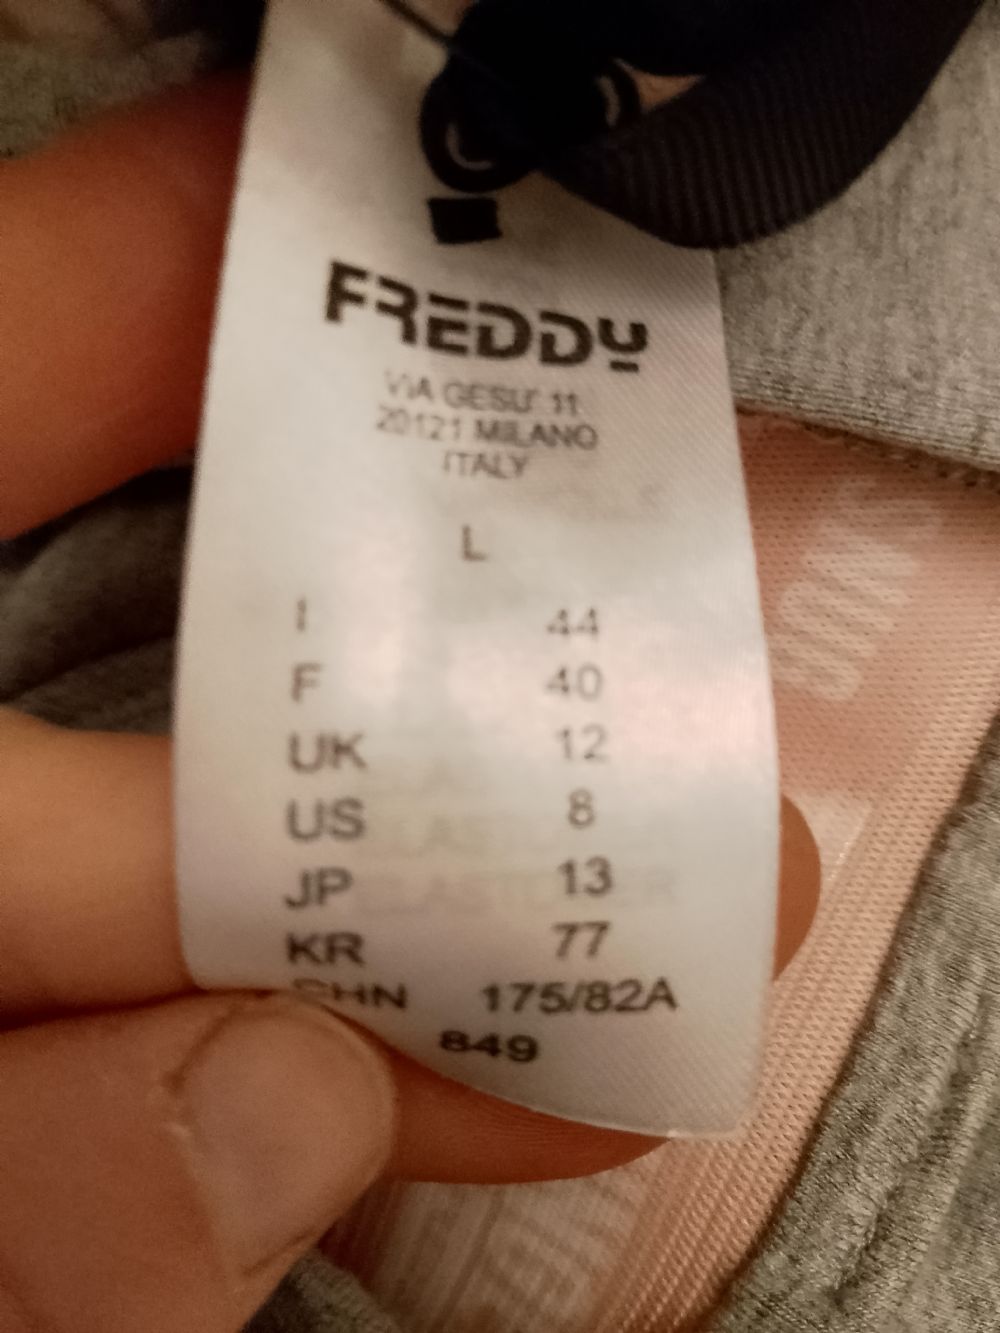 FREDDY
VIA GESU' 11
20121 MILANO
ITALY
L
I 44
F 40
UK 12
US 8
JP 13
KR 77
CHN 175/82A
849